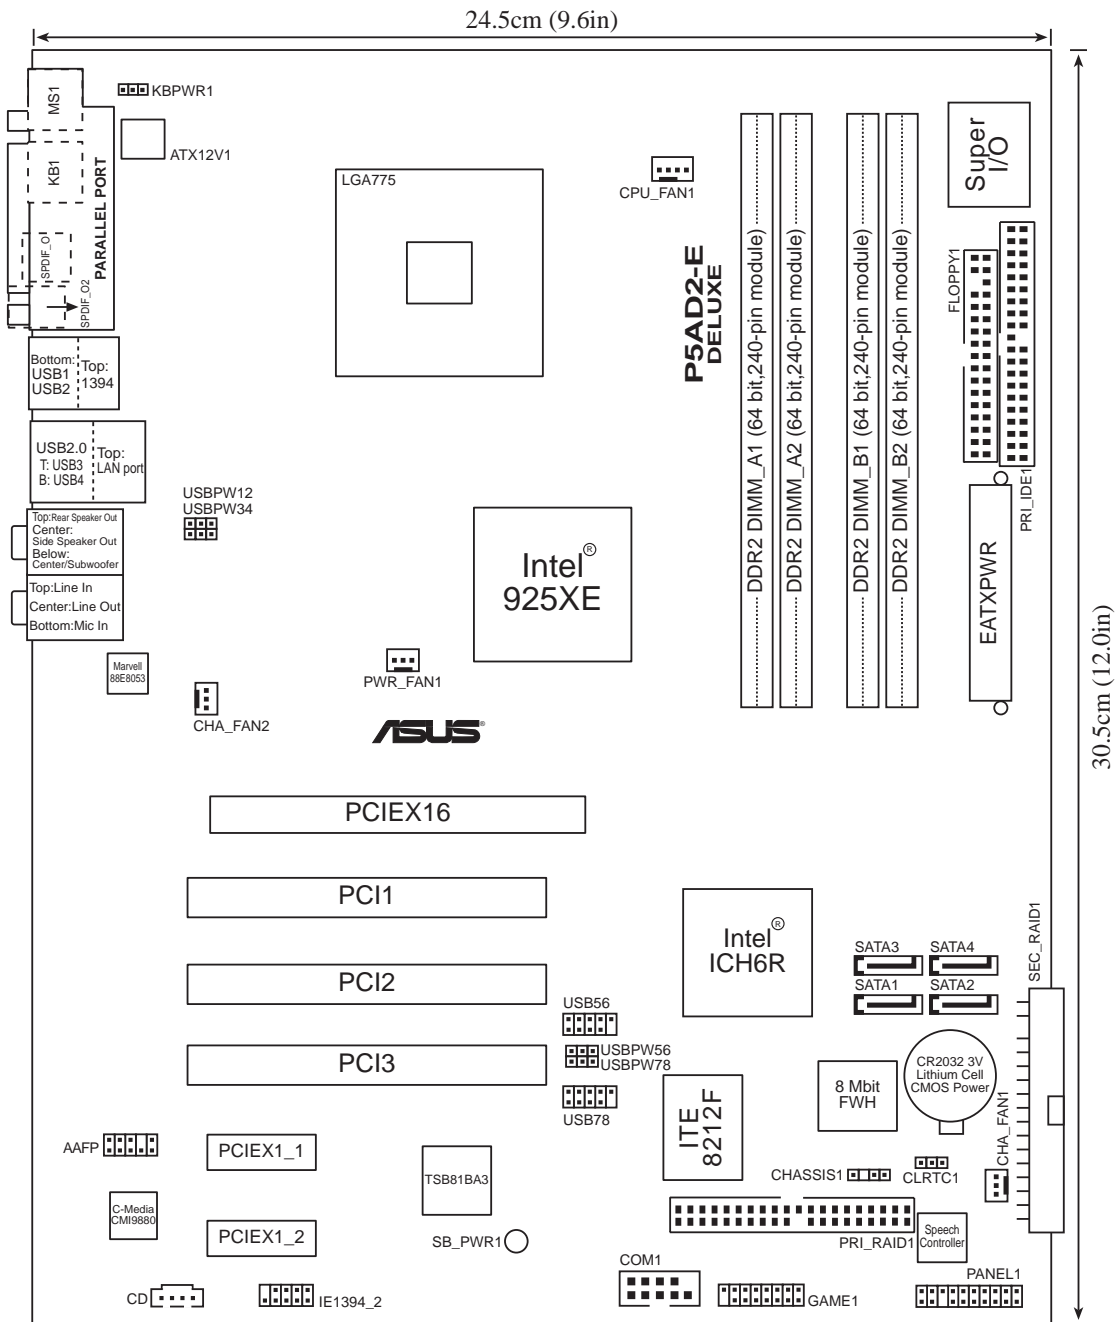 24.5cm (9.6in)
MS1
KBPWR1
KB1
ATX12V1
PARALLEL PORT
SPDIF_O
SPDIF_O2
LGA775
CPU_FAN1
Super
I/O
P5AD2-E
DELUXE
DDR2 DIMM_A1 (64 bit,240-pin module)
DDR2 DIMM_A2 (64 bit,240-pin module)
DDR2 DIMM_B1 (64 bit,240-pin module)
DDR2 DIMM_B2 (64 bit,240-pin module)
FLOPPY1
PRI_IDE1
Bottom:
USB1
USB2
Top:
1394
USB2.0
T: USB3
B: USB4
Top:
LAN port
USBPW12
USBPW34
Top:Rear Speaker Out
Center:
Side Speaker Out
Below:
Center/Subwoofer
Top:Line In
Center:Line Out
Bottom:Mic In
Intel®
925XE
EATXPWR
30.5cm (12.0in)
Marvell
88E8053
PWR_FAN1
CHA_FAN2
ASUS®
PCIEX16
PCI1
PCI2
PCI3
Intel®
ICH6R
SATA3
SATA4
SATA1
SATA2
SEC_RAID1
USB56
USBPW56
USBPW78
USB78
ITE
8212F
8 Mbit
FWH
CR2032 3V
Lithium Cell
CMOS Power
CHA_FAN1
AAFP
PCIEX1_1
TSB81BA3
CHASSIS1
CLRTC1
C-Media
CMI9880
PCIEX1_2
SB_PWR1
PRI_RAID1
Speech
Controller
CD
IE1394_2
COM1
GAME1
PANEL1